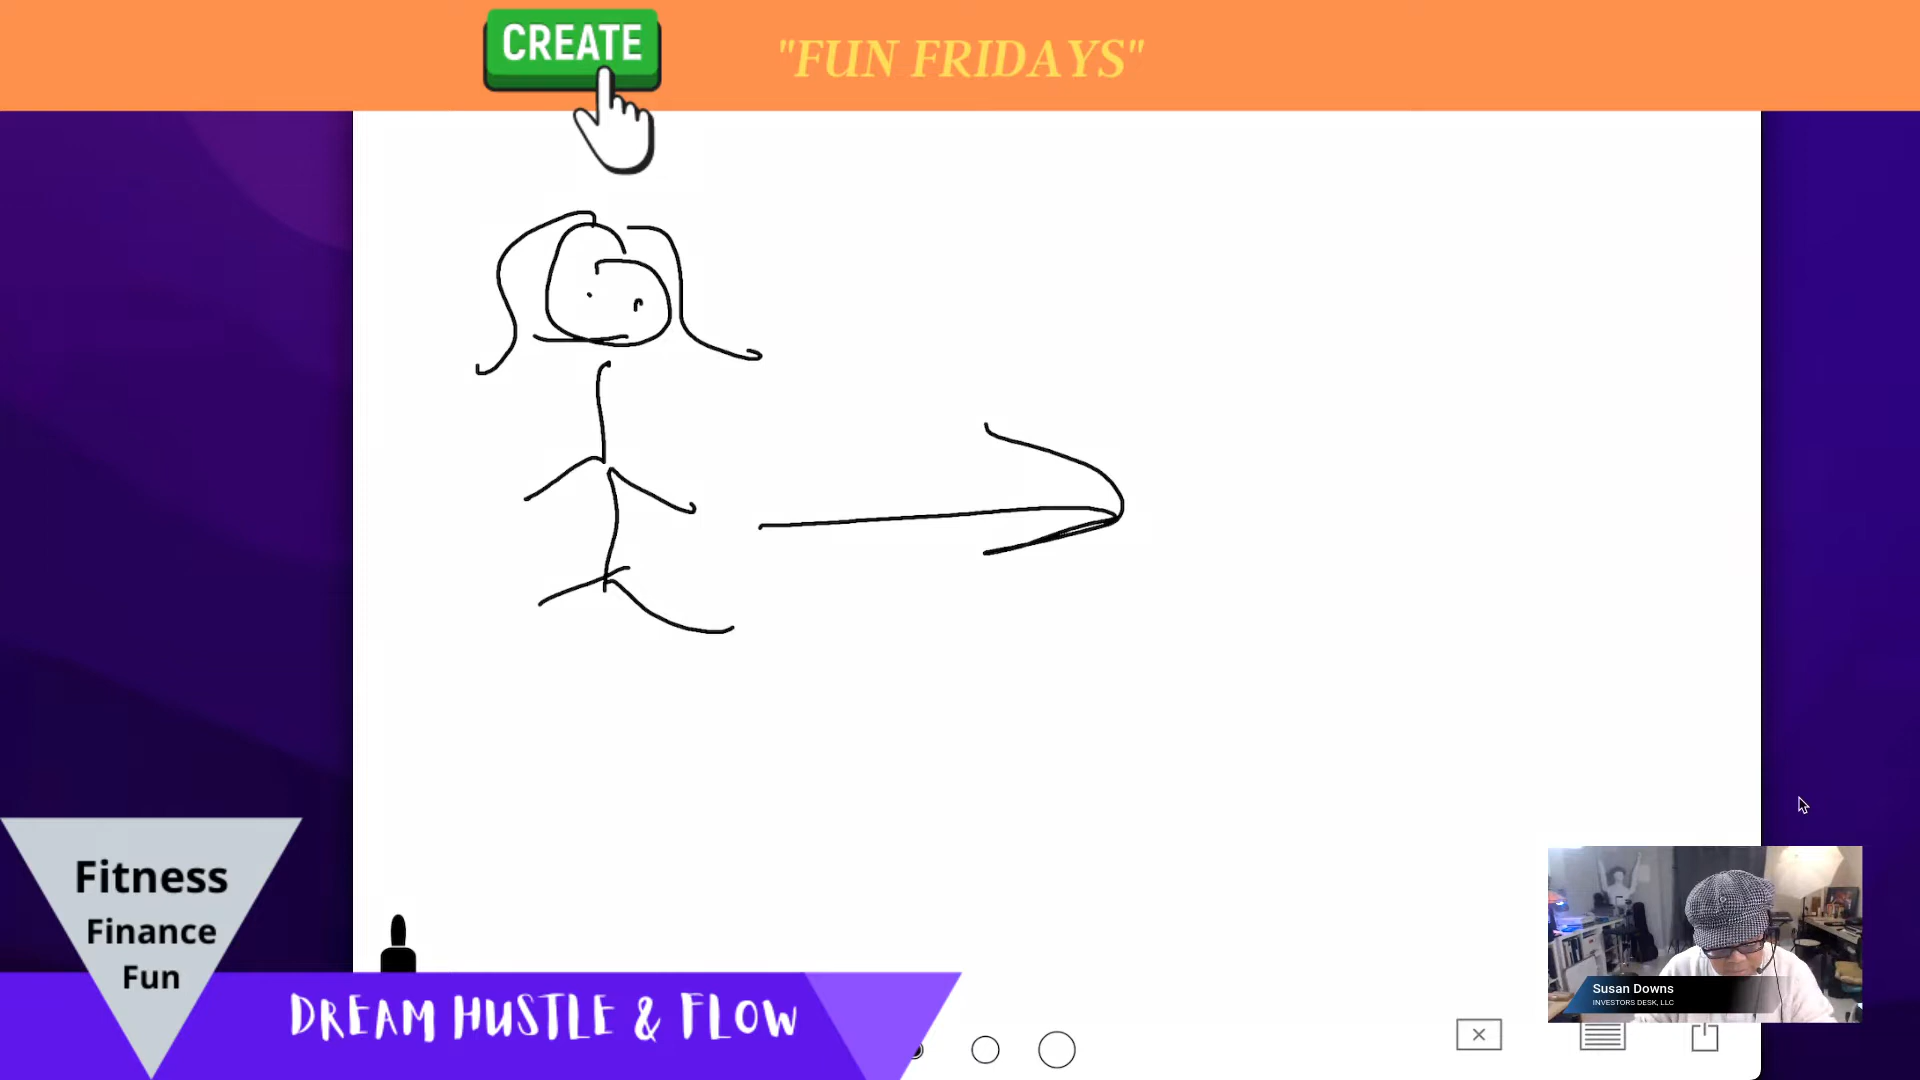 CREATE
"FUN FRIDAYS"
Fitness
Finance
Fun
DREAM HUSTLE & FLOW
Susan Downs
INVESTORS DESK, LLC